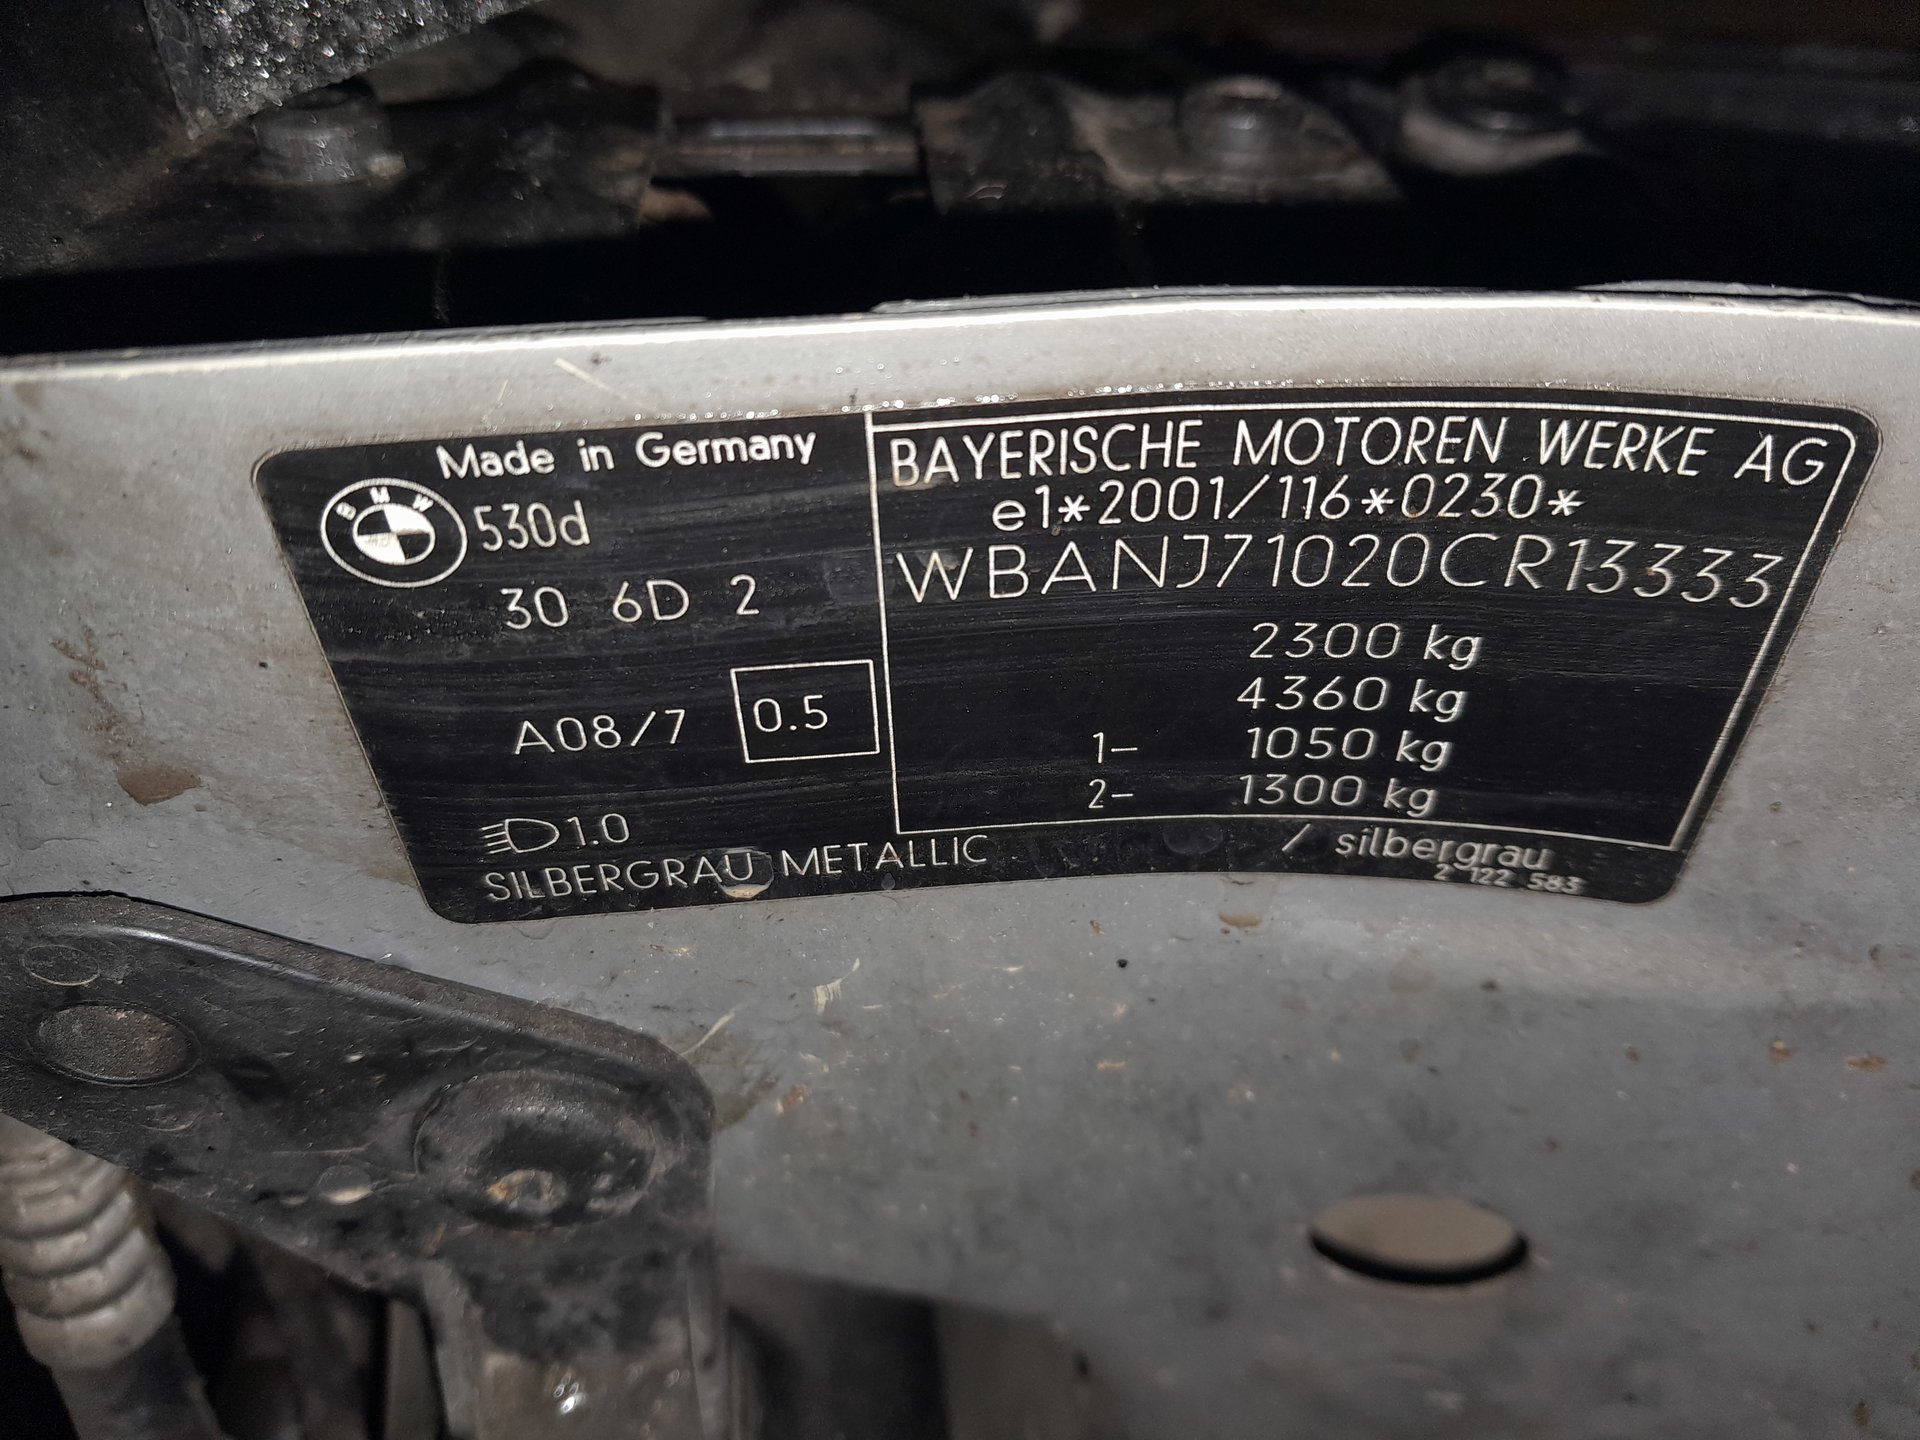 Made in Germany
BMW
530d
30 6D 2
A08/7 0.5
1.0
SILBERGRAU METALLIC
BAYERISCHE MOTOREN WERKE AG
e1*2001/116*0230*
WBANJ71020CR13333
2300 kg
4360 kg
1- 1050 kg
2- 1300 kg
/ silbergrau
2 122 583